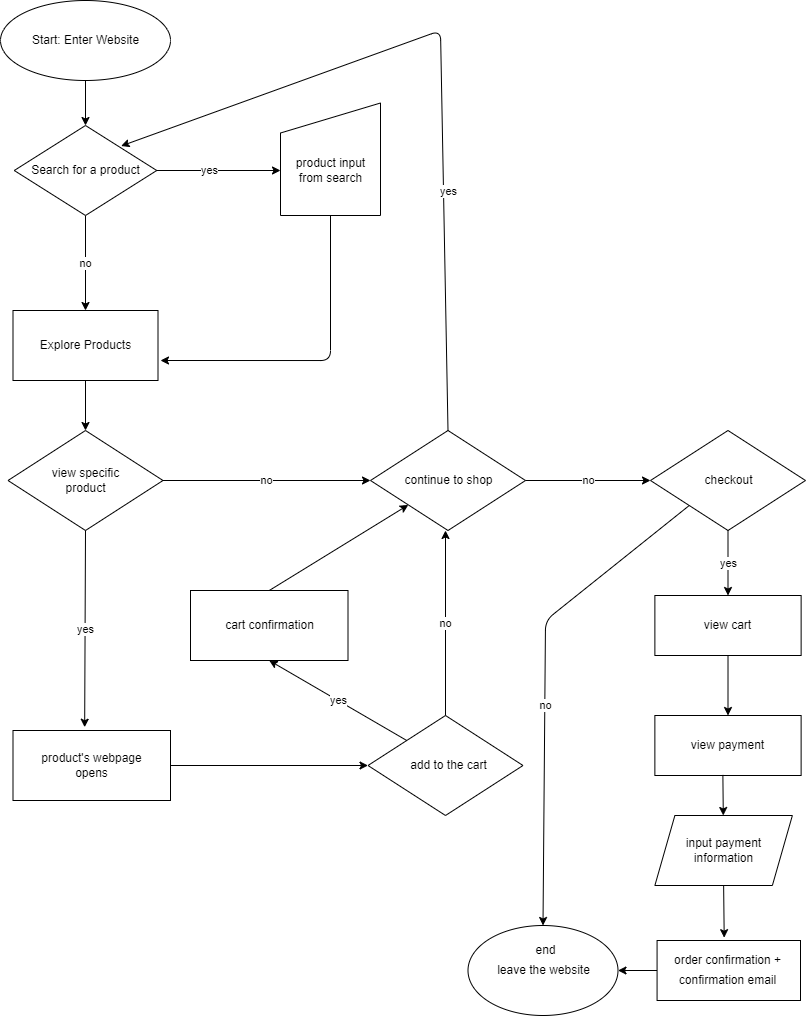 Start: Enter Website
Search for a product
yes
product input
from search
yes
no
Explore Products
view specific
product
no
continue to shop
no
checkout
yes
yes
cart confirmation
no
view cart
yes
no
product's webpage
opens
add to the cart
view payment
input payment
information
end
leave the website
order confirmation +
confirmation email